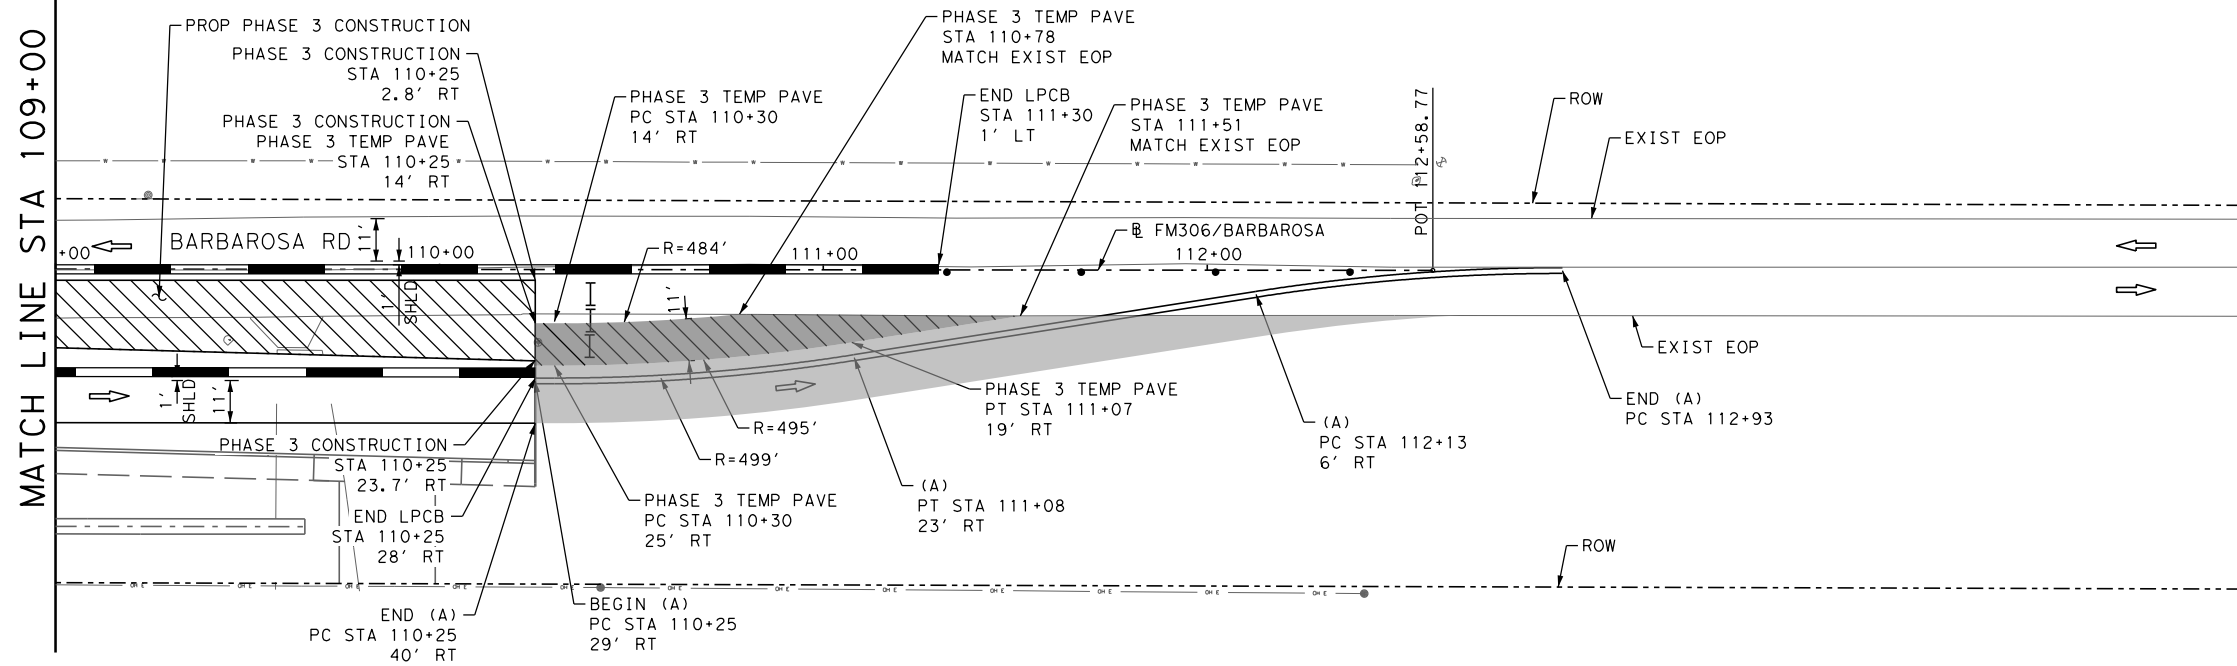 MATCH LINE STA 109+00
PROP PHASE 3 CONSTRUCTION
PHASE 3 CONSTRUCTION
STA 110+25
2.8' RT
PHASE 3 CONSTRUCTION
PHASE 3 TEMP PAVE
STA 110+25
14' RT
PHASE 3 TEMP PAVE
PC STA 110+30
14' RT
PHASE 3 TEMP PAVE
STA 110+78
MATCH EXIST EOP
END LPCB
STA 111+30
1' LT
PHASE 3 TEMP PAVE
STA 111+51
MATCH EXIST EOP
POT 112+58.77
ROW
EXIST EOP
BARBAROSA RD
11'
+00
110+00
R=484'
111+00
℄ FM306/BARBAROSA
112+00
1'
SHLD
11'
EXIST EOP
1'
SHLD
11'
PHASE 3 TEMP PAVE
PT STA 111+07
19' RT
END (A)
PC STA 112+93
(A)
PC STA 112+13
6' RT
R=495'
R=499'
PHASE 3 CONSTRUCTION
STA 110+25
23.7' RT
(A)
PT STA 111+08
23' RT
PHASE 3 TEMP PAVE
PC STA 110+30
25' RT
END LPCB
STA 110+25
28' RT
ROW
BEGIN (A)
PC STA 110+25
29' RT
END (A)
PC STA 110+25
40' RT